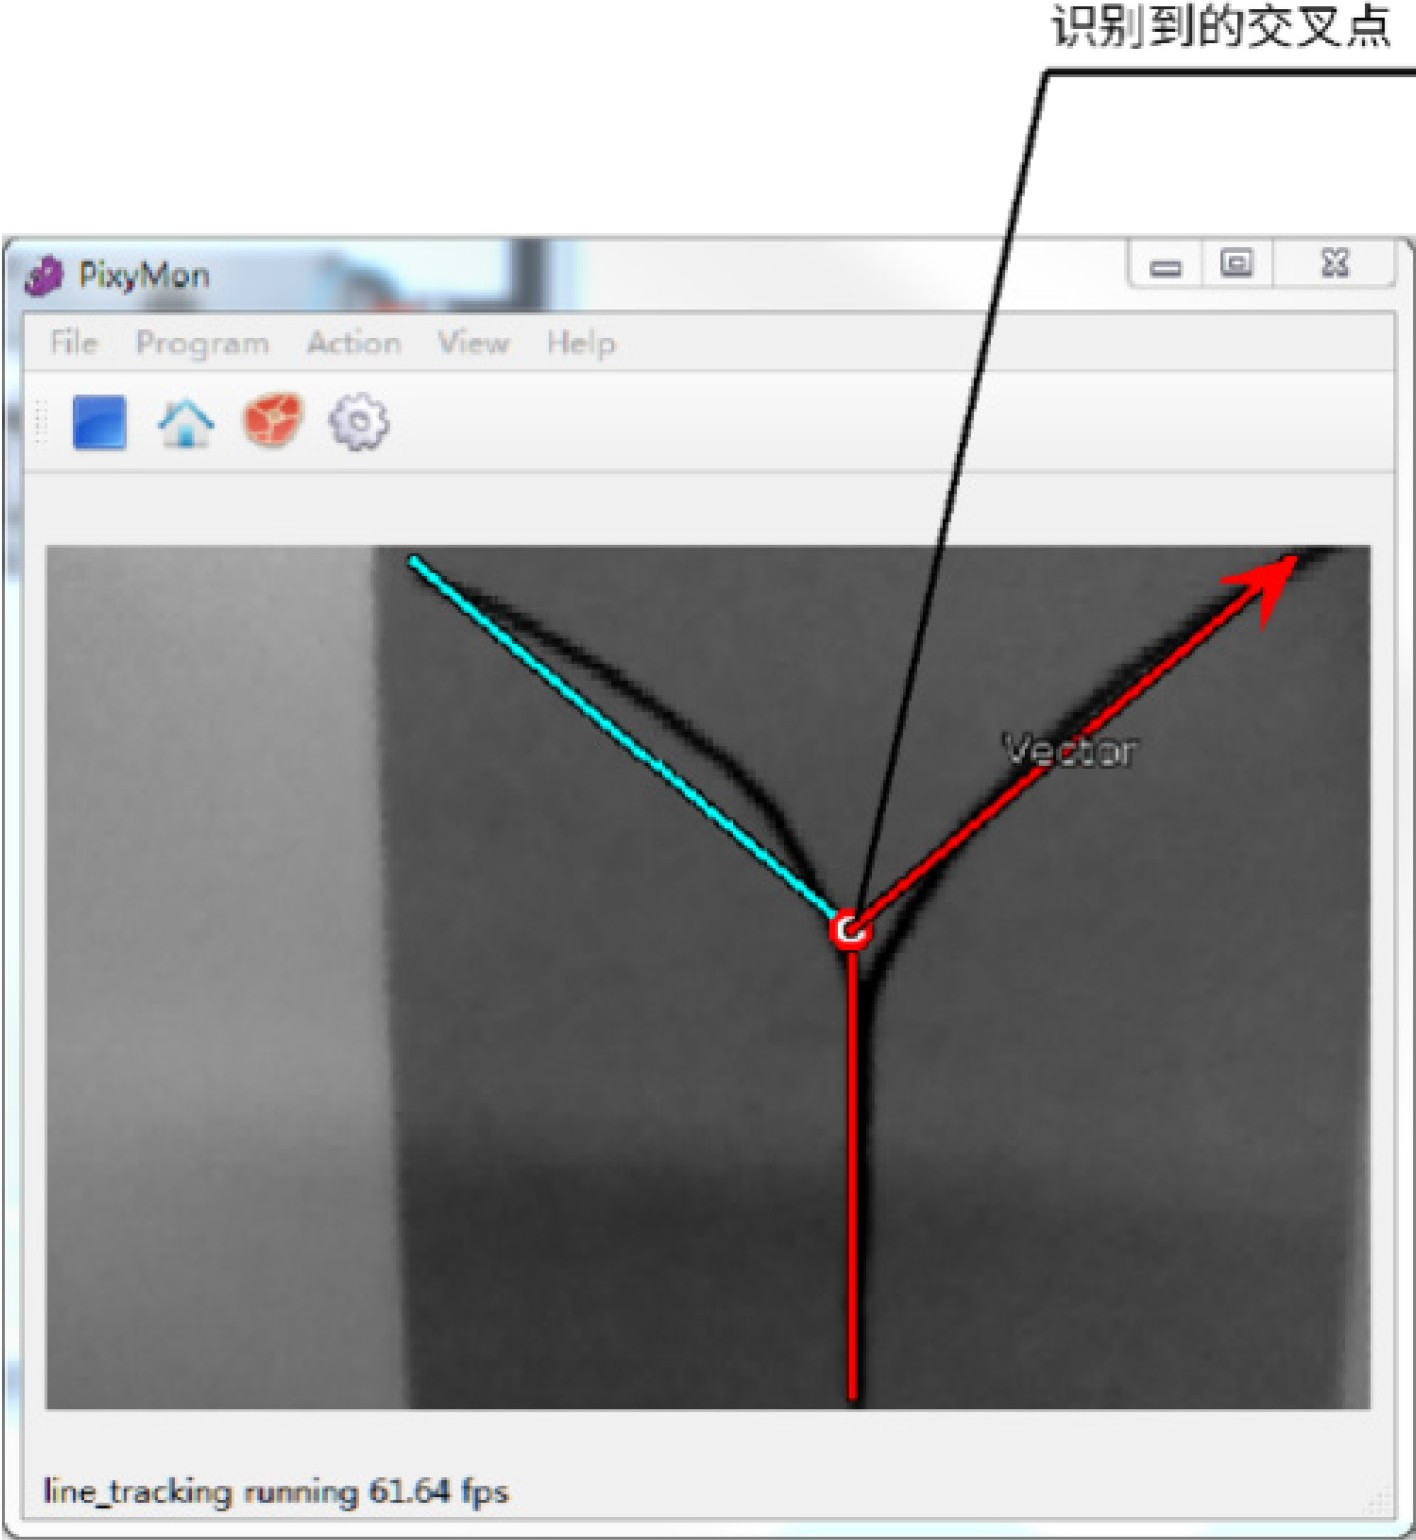 识别到的交叉点
PixyMon
File Program Action View Help
Vector
line_tracking running 61.64 fps